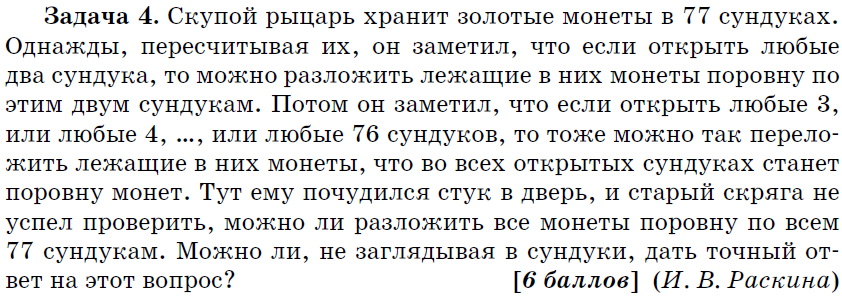 Задача 4. Скупой рыцарь хранит золотые монеты в 77 сундуках.
Однажды, пересчитывая их, он заметил, что если открыть любые
два сундука, то можно разложить лежащие в них монеты поровну по
этим двум сундукам. Потом он заметил, что если открыть любые 3,
или любые 4, ..., или любые 76 сундуков, то тоже можно так перело-
жить лежащие в них монеты, что во всех открытых сундуках станет
поровну монет. Тут ему почудился стук в дверь, и старый скряга не
успел проверить, можно ли разложить все монеты поровну по всем
77 сундукам. Можно ли, не заглядывая в сундуки, дать точный от-
вет на этот вопрос? [6 баллов] (И. В. Раскина)